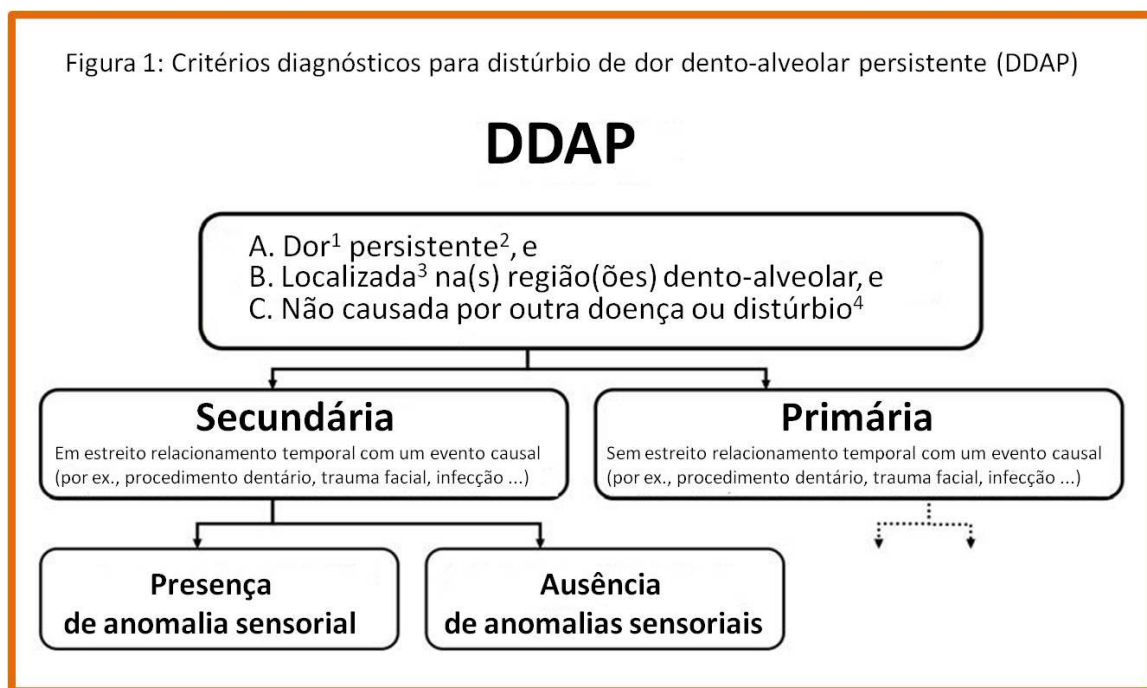 Figura 1: Critérios diagnósticos para distúrbio de dor dento-alveolar persistente (DDAP)
DDAP
A. Dor¹ persistente², e
B. Localizada³ na(s) região(ões) dento-alveolar, e
C. Não causada por outra doença ou distúrbio⁴
Secundária
Em estreito relacionamento temporal com um evento causal
(por ex., procedimento dentário, trauma facial, infecção ...)
Primária
Sem estreito relacionamento temporal com um evento causal
(por ex., procedimento dentário, trauma facial, infecção ...)
Presença
de anomalia sensorial
Ausência
de anomalias sensoriais